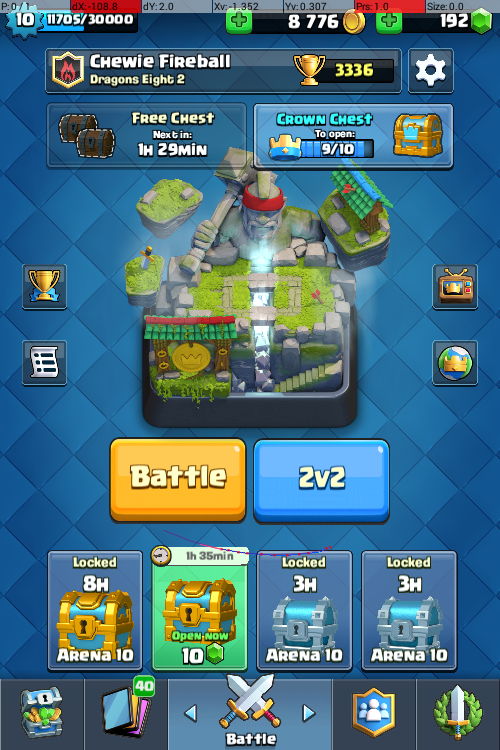 P: 0 / 1 dX: -108.8 dY: 2.0 Xv: -1.352 Yv: 0.307 Prs: 1.0 Size: 0.0
10 11705/30000 8 776 192
Chewie Fireball
Dragons Eight 2
3336
Free Chest
Next in:
1h 29min
Crown Chest
To open:
9/10
Battle
2v2
Locked
8h
Arena 10
1h 35min
Open now
10
Locked
3h
Arena 10
Locked
3h
Arena 10
40
Battle